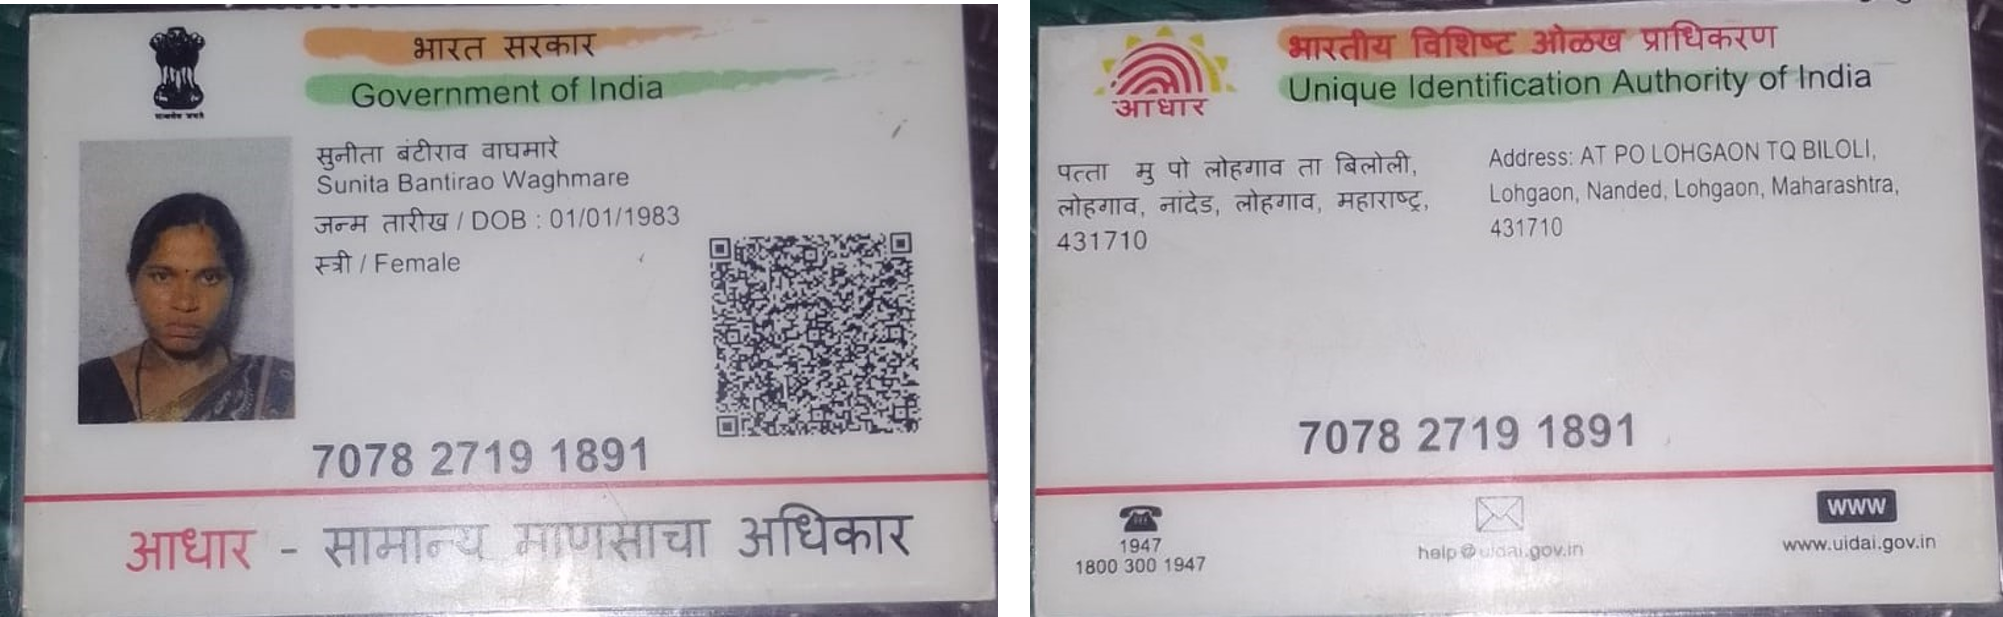 भारत सरकार
Government of India
सुनीता बंटीराव वाघमारे
Sunita Bantirao Waghmare
जन्म तारीख / DOB : 01/01/1983
स्त्री / Female
7078 2719 1891
आधार - सामान्य माणसाचा अधिकार
आधार
भारतीय विशिष्ट ओळख प्राधिकरण
Unique Identification Authority of India
पत्ता मु पो लोहगाव ता बिलोली,
लोहगाव, नांदेड, लोहगाव, महाराष्ट्र,
431710
Address: AT PO LOHGAON TQ BILOLI,
Lohgaon, Nanded, Lohgaon, Maharashtra,
431710
7078 2719 1891
1947
1800 300 1947
help@uidai.gov.in
WWW
www.uidai.gov.in